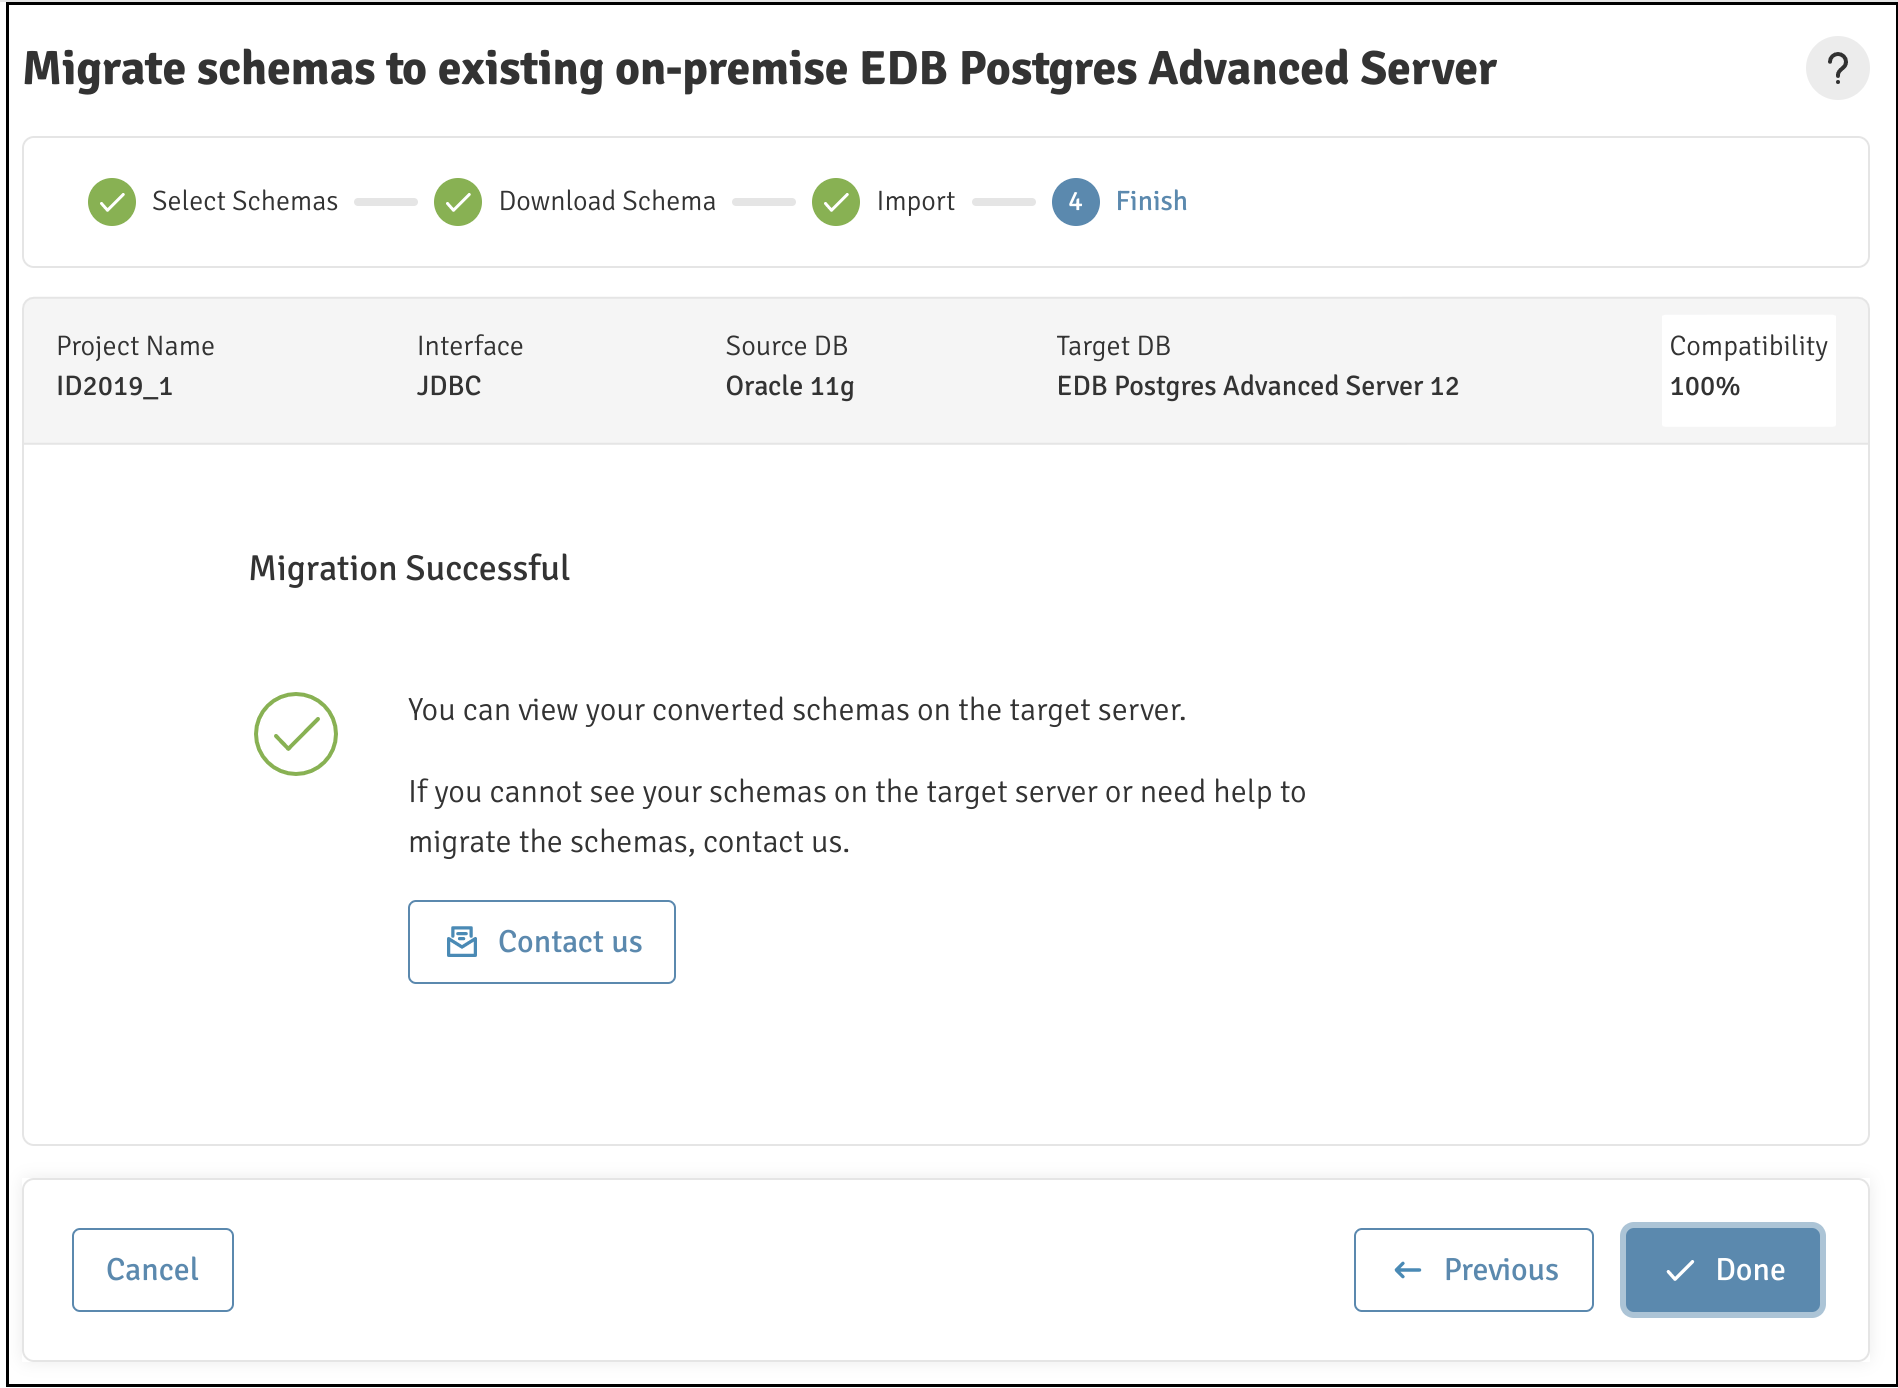 Migrate schemas to existing on-premise EDB Postgres Advanced Server
?
Select Schemas
Download Schema
Import
4 Finish
Project Name
ID2019_1
Interface
JDBC
Source DB
Oracle 11g
Target DB
EDB Postgres Advanced Server 12
Compatibility
100%
Migration Successful
You can view your converted schemas on the target server.
If you cannot see your schemas on the target server or need help to
migrate the schemas, contact us.
Contact us
Cancel
Previous
Done